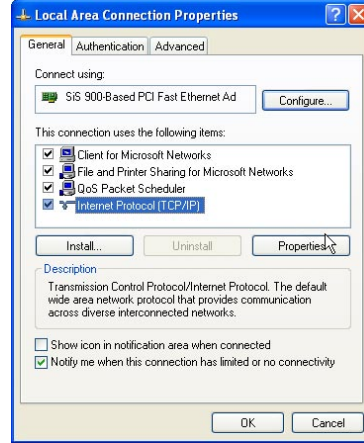 Local Area Connection Properties
General Authentication Advanced
Connect using:
SiS 900-Based PCI Fast Ethernet Ad Configure...
This connection uses the following items:
Client for Microsoft Networks
File and Printer Sharing for Microsoft Networks
QoS Packet Scheduler
Internet Protocol (TCP/IP)
Install... Uninstall Properties
Description
Transmission Control Protocol/Internet Protocol. The default
wide area network protocol that provides communication
across diverse interconnected networks.
Show icon in notification area when connected
Notify me when this connection has limited or no connectivity
OK Cancel